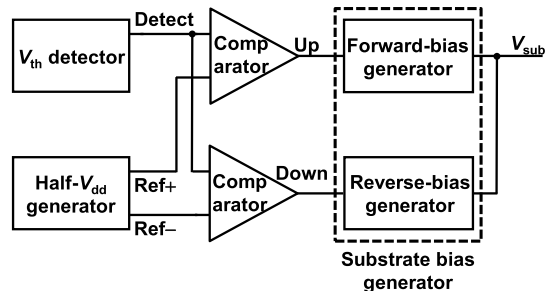 Detect
Vth detector
Comp
arator
Up
Forward-bias
generator
Vsub
Half-Vdd
generator
Ref+
Ref−
Comp
arator
Down
Reverse-bias
generator
Substrate bias
generator